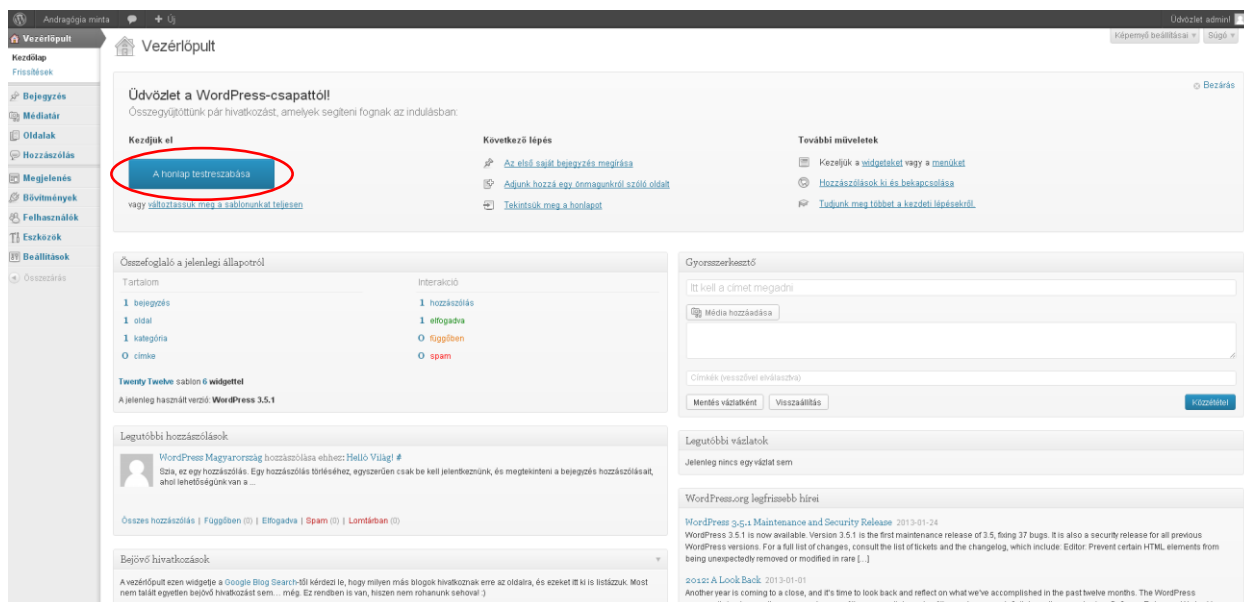 Andragógia minta + Új Üdvözlet admin!
Vezérlőpult
Kezdőlap
Frissítések
Bejegyzés
Médiatár
Oldalak
Hozzászólás
Megjelenés
Bővítmények
Felhasználók
Eszközök
Beállítások
Összezárás
Képernyő beállításai Súgó
Vezérlőpult
Bezárás
Üdvözlet a WordPress-csapattól!
Összegyűjtöttünk pár hivatkozást, amelyek segíteni fognak az indulásban:
Kezdjük el
A honlap testreszabása
vagy változtassuk meg a sablonunkat teljesen
Következő lépés
Az első saját bejegyzés megírása
Adjunk hozzá egy önmagunkról szóló oldalt
Tekintsük meg a honlapot
További műveletek
Kezeljük a widgeteket vagy a menüket
Hozzászólások ki és bekapcsolása
Tudjunk meg többet a kezdeti lépésekről.
Összefoglaló a jelenlegi állapotról
Tartalom
1 bejegyzés
1 oldal
1 kategória
0 címke
Interakció
1 hozzászólás
1 elfogadva
0 függőben
0 spam
Twenty Twelve sablon 6 widgettel
A jelenleg használt verzió: WordPress 3.5.1
Legutóbbi hozzászólások
WordPress Magyarország hozzászólása ehhez: Helló Világ! #
Szia, ez egy hozzászólás. Egy hozzászólás törléséhez, egyszerűen csak be kell jelentkeznünk, és megtekinteni a bejegyzés hozzászólásait,
ahol lehetőségünk van a ...
Összes hozzászólás | Függőben (0) | Elfogadva | Spam (0) | Lomtárban (0)
Bejövő hivatkozások
A vezérlőpult ezen widgetje a Google Blog Search-től kérdezi le, hogy milyen más blogok hivatkoznak erre az oldalra, és ezeket itt ki is listázzuk. Most
nem talált egyetlen bejövő hivatkozást sem... még. Ez rendben is van, hiszen nem rohanunk sehova! :)
Gyorsszerkesztő
Itt kell a címet megadni
Média hozzáadása
Címkék (vesszővel elválasztva)
Mentés vázlatként Visszaállítás Közzététel
Legutóbbi vázlatok
Jelenleg nincs egy vázlat sem
WordPress.org legfrissebb hírei
WordPress 3.5.1 Maintenance and Security Release 2013-01-24
WordPress 3.5.1 is now available. Version 3.5.1 is the first maintenance release of 3.5, fixing 37 bugs. It is also a security release for all previous
WordPress versions. For a full list of changes, consult the list of tickets and the changelog, which include: Editor: Prevent certain HTML elements from
being unexpectedly removed or modified in rare [...]
2012: A Look Back 2013-01-01
Another year is coming to a close, and it's time to look back and reflect on what we've accomplished in the past twelve months. The WordPress